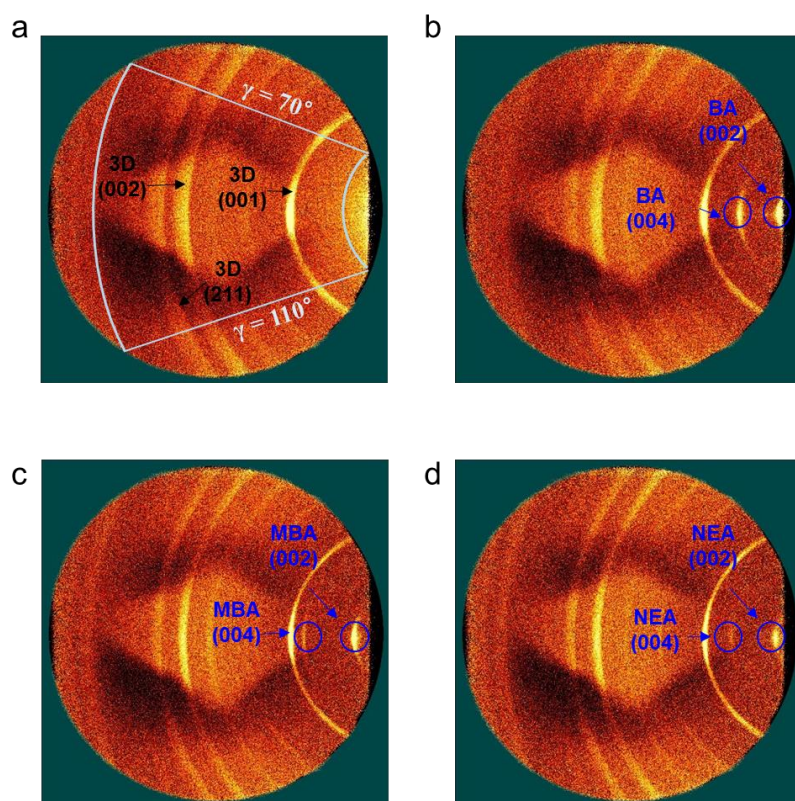 a
γ = 70°
3D
(002)
3D
(001)
3D
(211)
γ = 110°
b
BA
(002)
BA
(004)
c
MBA
(002)
MBA
(004)
d
NEA
(002)
NEA
(004)